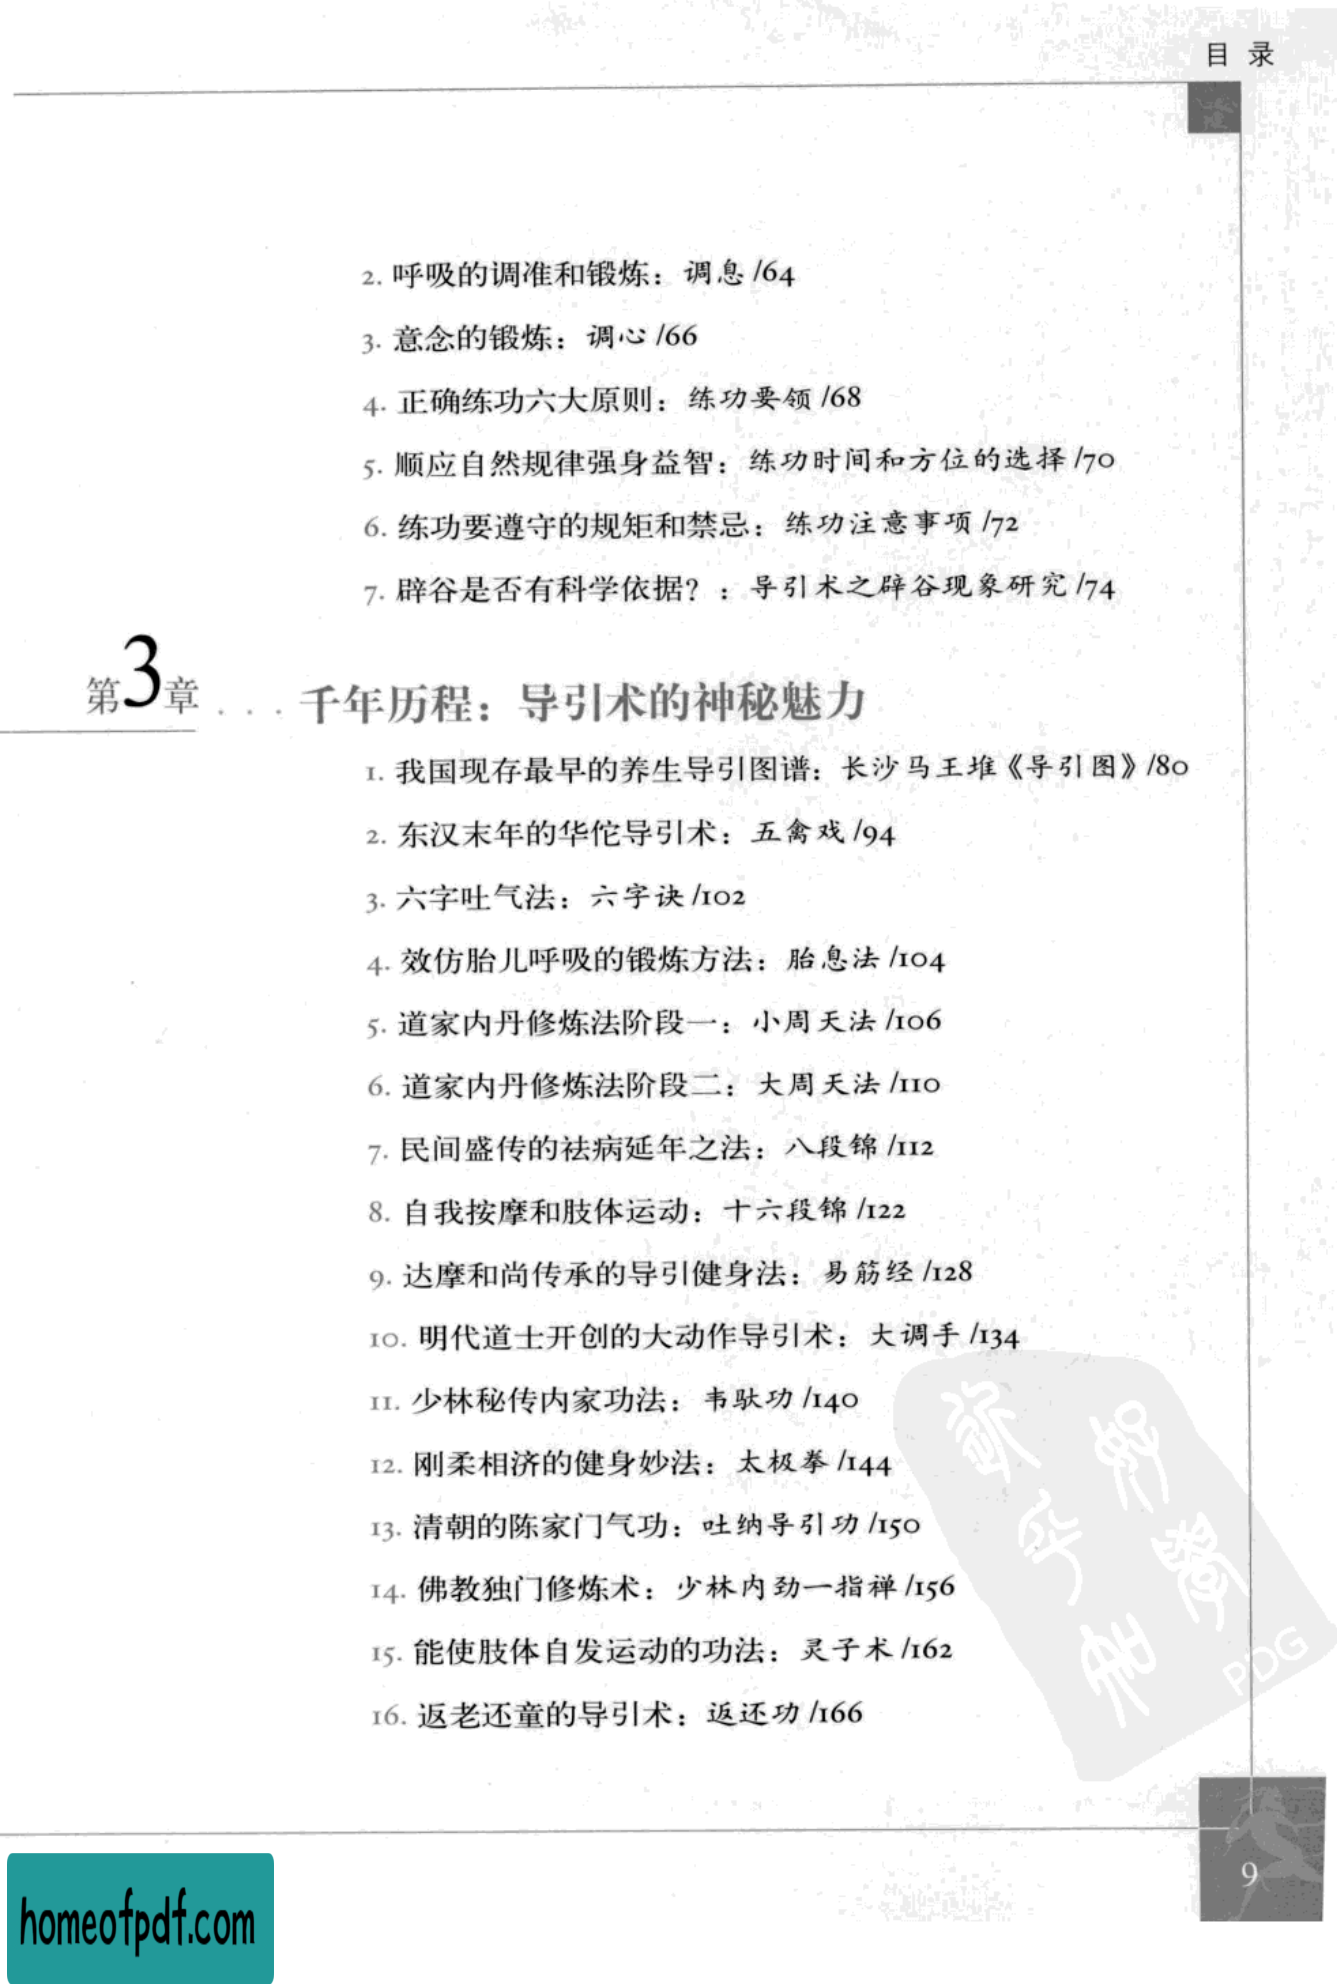 目 录
2. 呼吸的调准和锻炼：调息 /64
3. 意念的锻炼：调心 /66
4. 正确练功六大原则：练功要领 /68
5. 顺应自然规律强身益智：练功时间和方位的选择 /70
6. 练功要遵守的规矩和禁忌：练功注意事项 /72
7. 辟谷是否有科学依据？：导引术之辟谷现象研究 /74
第3章 . . . 千年历程：导引术的神秘魅力
1. 我国现存最早的养生导引图谱：长沙马王堆《导引图》/80
2. 东汉末年的华佗导引术：五禽戏 /94
3. 六字吐气法：六字诀 /102
4. 效仿胎儿呼吸的锻炼方法：胎息法 /104
5. 道家内丹修炼法阶段一：小周天法 /106
6. 道家内丹修炼法阶段二：大周天法 /110
7. 民间盛传的祛病延年之法：八段锦 /112
8. 自我按摩和肢体运动：十六段锦 /122
9. 达摩和尚传承的导引健身法：易筋经 /128
10. 明代道士开创的大动作导引术：大调手 /134
11. 少林秘传内家功法：韦驮功 /140
12. 刚柔相济的健身妙法：太极拳 /144
13. 清朝的陈家门气功：吐纳导引功 /150
14. 佛教独门修炼术：少林内劲一指禅 /156
15. 能使肢体自发运动的功法：灵子术 /162
16. 返老还童的导引术：返还功 /166
PDG
9
homeofpdf.com